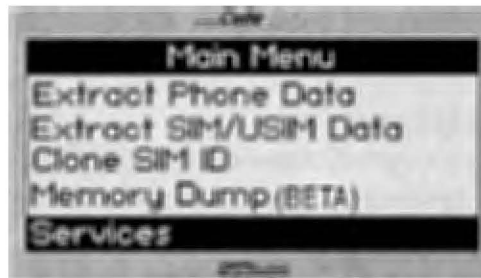 Main Menu
Extract Phone Data
Extract SIM/USIM Data
Clone SIM ID
Memory Dump (BETA)
Services